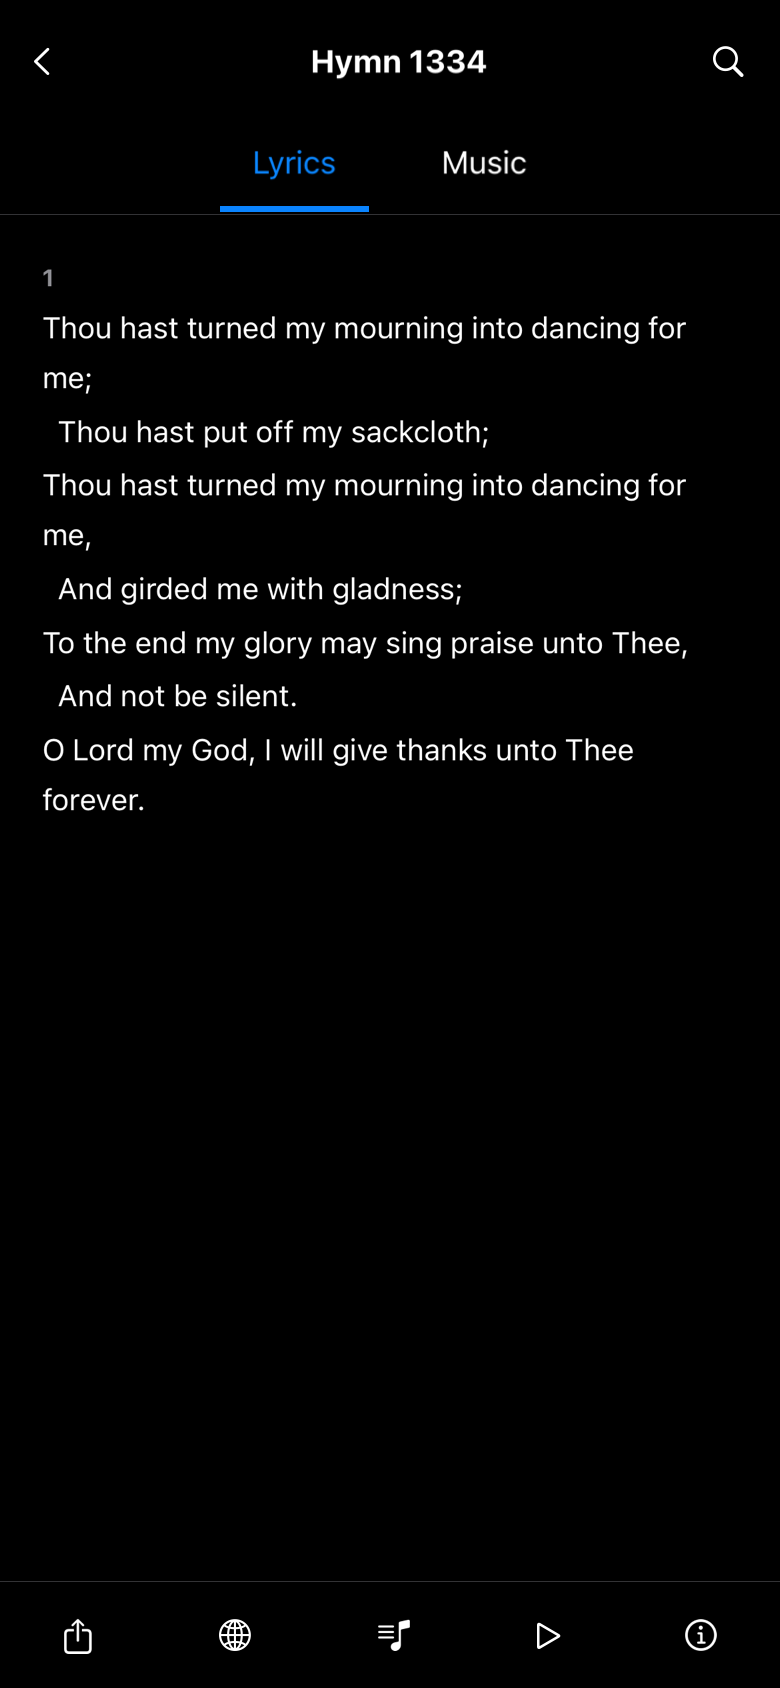 Hymn 1334
Lyrics
Music
1
Thou hast turned my mourning into dancing for
me;
Thou hast put off my sackcloth;
Thou hast turned my mourning into dancing for
me,
And girded me with gladness;
To the end my glory may sing praise unto Thee,
And not be silent.
O Lord my God, I will give thanks unto Thee
forever.